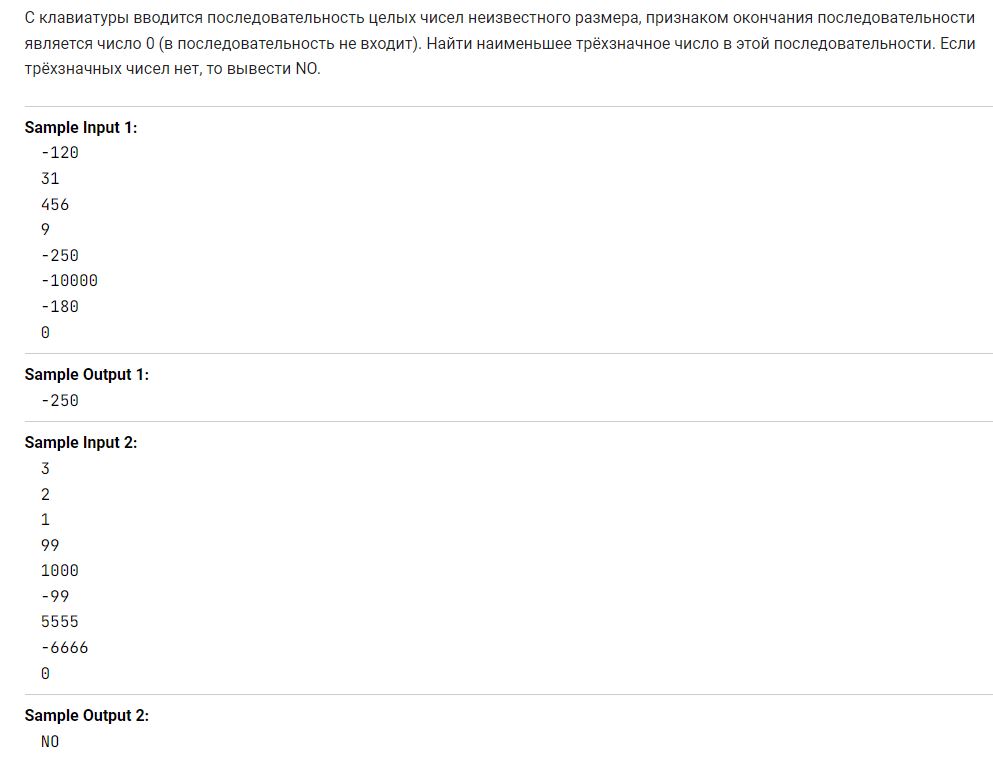 С клавиатуры вводится последовательность целых чисел неизвестного размера, признаком окончания последовательности
является число 0 (в последовательность не входит). Найти наименьшее трёхзначное число в этой последовательности. Если
трёхзначных чисел нет, то вывести NO.
Sample Input 1:
-120
31
456
9
-250
-10000
-180
0
Sample Output 1:
-250
Sample Input 2:
3
2
1
99
1000
-99
5555
-6666
0
Sample Output 2:
NO